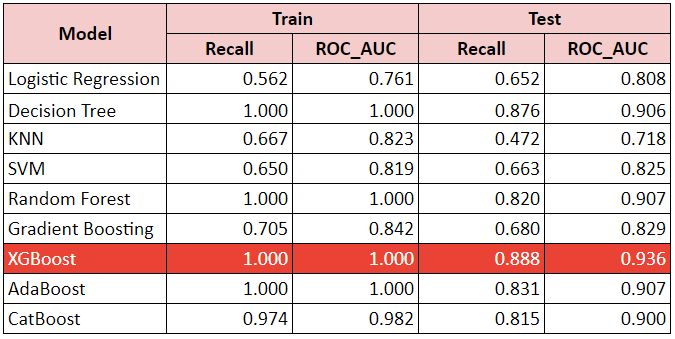 Model Train Test
Recall ROC_AUC Recall ROC_AUC
Logistic Regression 0.562 0.761 0.652 0.808
Decision Tree 1.000 1.000 0.876 0.906
KNN 0.667 0.823 0.472 0.718
SVM 0.650 0.819 0.663 0.825
Random Forest 1.000 1.000 0.820 0.907
Gradient Boosting 0.705 0.842 0.680 0.829
XGBoost 1.000 1.000 0.888 0.936
AdaBoost 1.000 1.000 0.831 0.907
CatBoost 0.974 0.982 0.815 0.900